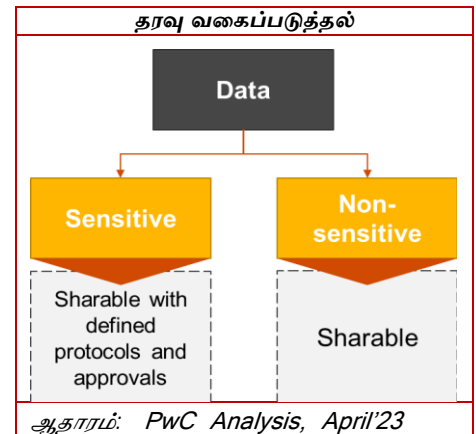 தரவு வகைப்படுத்தல்
Data
Sensitive
Non-
sensitive
Sharable with
defined
protocols and
approvals
Sharable
ஆதாரம்: PwC Analysis, April'23